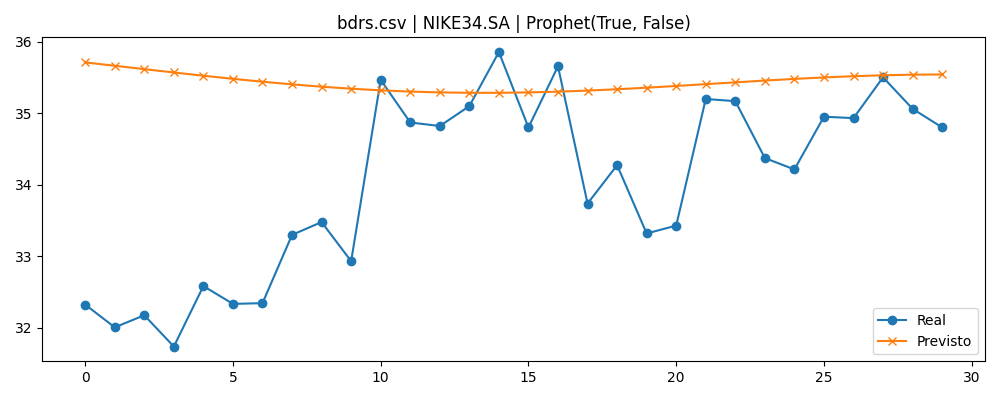 bdrs.csv | NIKE34.SA | Prophet(True, False)
36
35
34
33
32
0 5 10 15 20 25 30
Real
Previsto